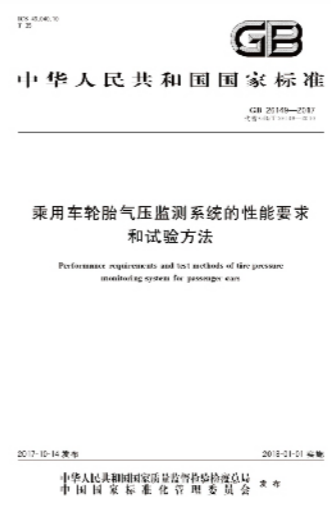 ICS 43.040.10
T 35
GB
中华人民共和国国家标准
GB 26149—2017
乘用车轮胎气压监测系统的性能要求
和试验方法
Performance requirements and test methods of tire pressure
monitoring system for passenger cars
2017-10-14 发布
2018-01-01 实施
中华人民共和国国家质量监督检验检疫总局
中国国家标准化管理委员会
发布